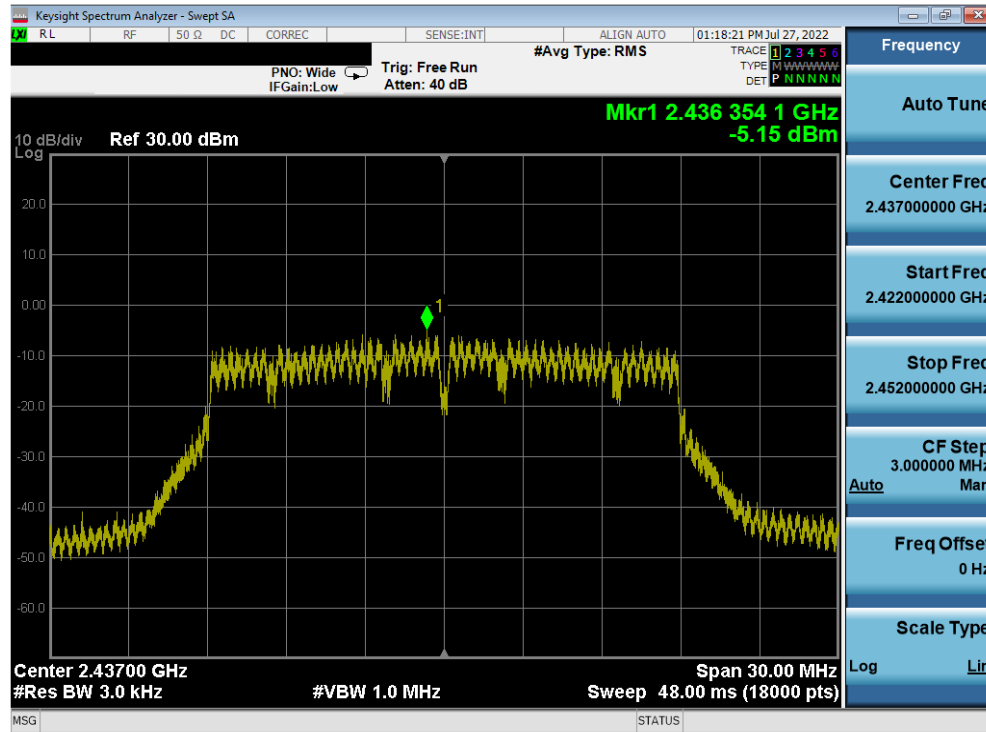 Keysight Spectrum Analyzer - Swept SA
LXI RL RF 50 Ω DC CORREC SENSE:INT ALIGN AUTO 01:18:21 PM Jul 27, 2022
#Avg Type: RMS TRACE 1 2 3 4 5 6
PNO: Wide Trig: Free Run TYPE M WWWWW
IFGain:Low Atten: 40 dB DET P N N N N N
Mkr1 2.436 354 1 GHz
-5.15 dBm
10 dB/div Ref 30.00 dBm
Log
20.0
10.0
0.00
-10.0
-20.0
-30.0
-40.0
-50.0
-60.0
1
Center 2.43700 GHz Span 30.00 MHz
#Res BW 3.0 kHz #VBW 1.0 MHz Sweep 48.00 ms (18000 pts)
MSG STATUS
Frequency
Auto Tune
Center Freq
2.437000000 GHz
Start Freq
2.422000000 GHz
Stop Freq
2.452000000 GHz
CF Step
3.000000 MHz
Auto Man
Freq Offset
0 Hz
Scale Type
Log Lin